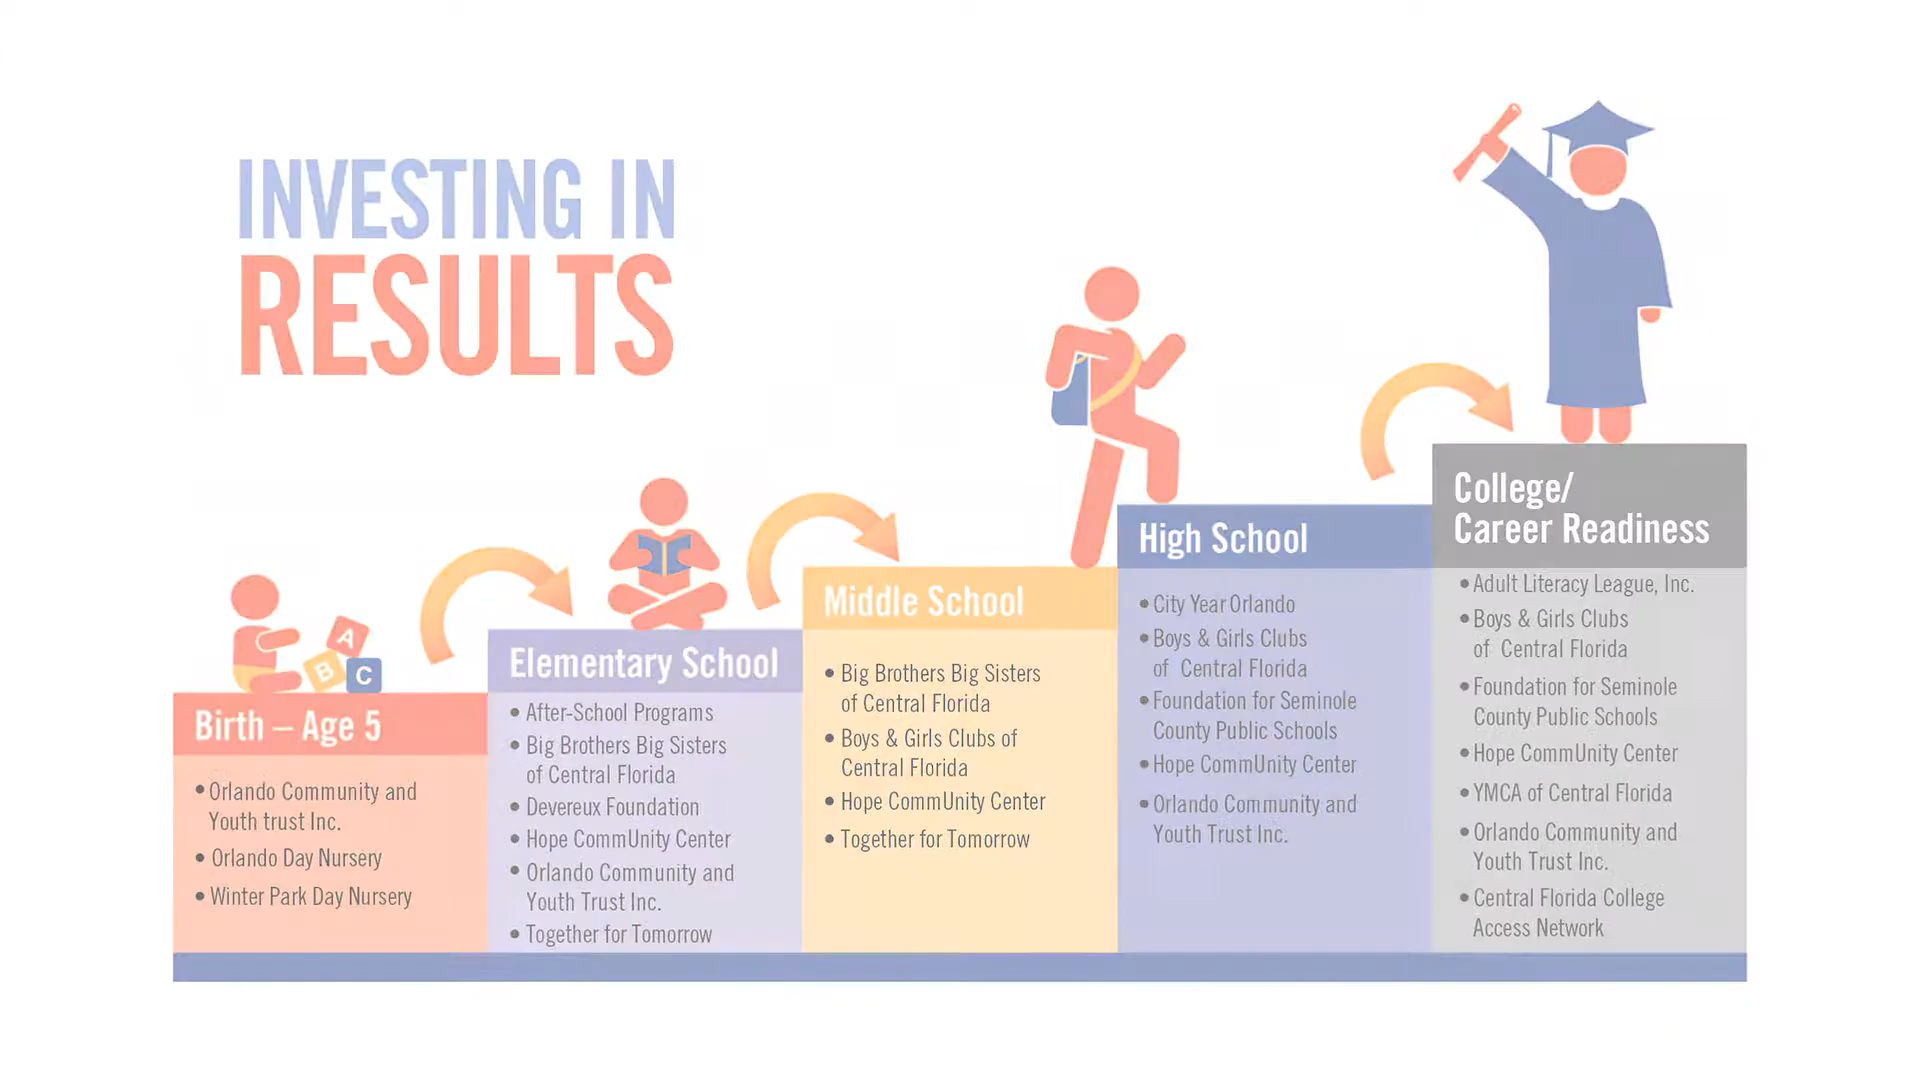 INVESTING IN
RESULTS
A
B
C
Birth – Age 5
• Orlando Community and
Youth trust Inc.
• Orlando Day Nursery
• Winter Park Day Nursery
Elementary School
• After-School Programs
• Big Brothers Big Sisters
of Central Florida
• Devereux Foundation
• Hope CommUnity Center
• Orlando Community and
Youth Trust Inc.
• Together for Tomorrow
Middle School
• Big Brothers Big Sisters
of Central Florida
• Boys & Girls Clubs of
Central Florida
• Hope CommUnity Center
• Together for Tomorrow
High School
• City Year Orlando
• Boys & Girls Clubs
of Central Florida
• Foundation for Seminole
County Public Schools
• Hope CommUnity Center
• Orlando Community and
Youth Trust Inc.
College/
Career Readiness
• Adult Literacy League, Inc.
• Boys & Girls Clubs
of Central Florida
• Foundation for Seminole
County Public Schools
• Hope CommUnity Center
• YMCA of Central Florida
• Orlando Community and
Youth Trust Inc.
• Central Florida College
Access Network